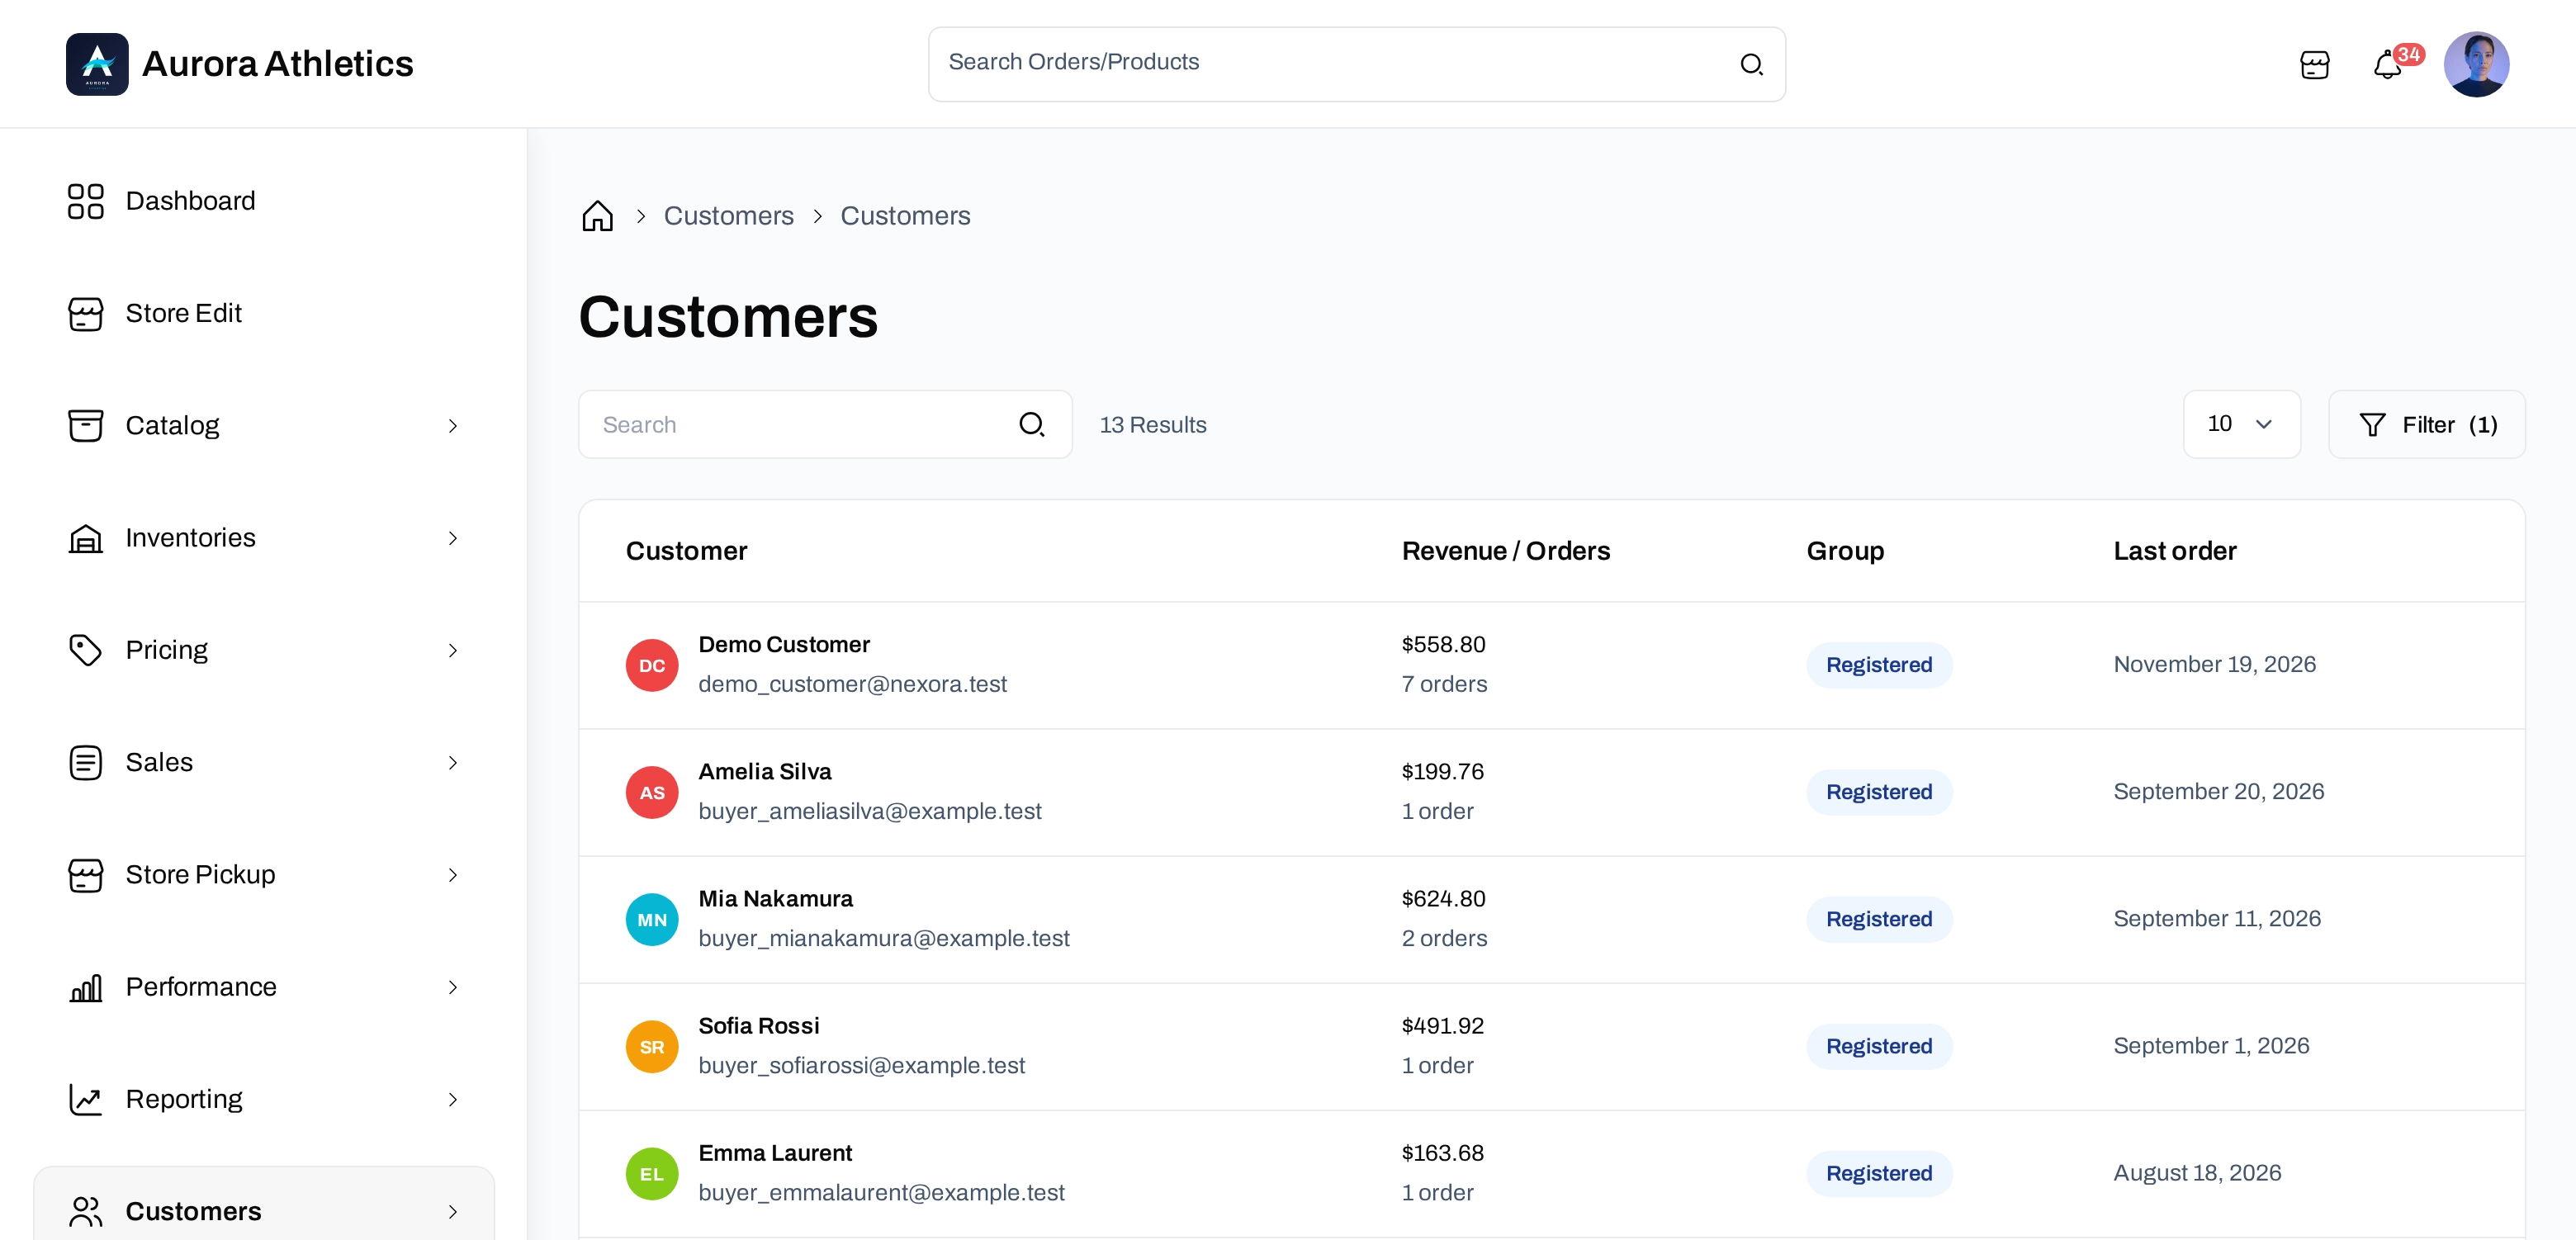 AURORA
Aurora Athletics
Search Orders/Products
34
Dashboard
Store Edit
Catalog
Inventories
Pricing
Sales
Store Pickup
Performance
Reporting
Customers
Customers
Customers
Customers
Search
13 Results
10
Filter (1)
Customer
Revenue / Orders
Group
Last order
DC
Demo Customer
demo_customer@nexora.test
$558.80
7 orders
Registered
November 19, 2026
AS
Amelia Silva
buyer_ameliasilva@example.test
$199.76
1 order
Registered
September 20, 2026
MN
Mia Nakamura
buyer_mianakamura@example.test
$624.80
2 orders
Registered
September 11, 2026
SR
Sofia Rossi
buyer_sofiarossi@example.test
$491.92
1 order
Registered
September 1, 2026
EL
Emma Laurent
buyer_emmalaurent@example.test
$163.68
1 order
Registered
August 18, 2026